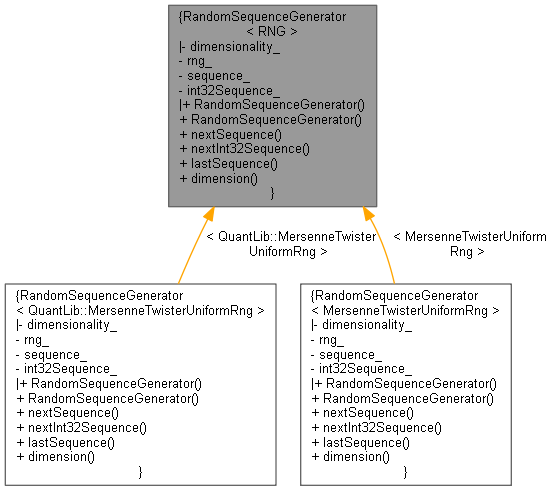 {RandomSequenceGenerator
< RNG >
|- dimensionality_
- rng_
- sequence_
- int32Sequence_
|+ RandomSequenceGenerator()
+ RandomSequenceGenerator()
+ nextSequence()
+ nextInt32Sequence()
+ lastSequence()
+ dimension()
}
< QuantLib::MersenneTwister
UniformRng >
< MersenneTwisterUniform
Rng >
{RandomSequenceGenerator
< QuantLib::MersenneTwisterUniformRng >
|- dimensionality_
- rng_
- sequence_
- int32Sequence_
|+ RandomSequenceGenerator()
+ RandomSequenceGenerator()
+ nextSequence()
+ nextInt32Sequence()
+ lastSequence()
+ dimension()
}
{RandomSequenceGenerator
< MersenneTwisterUniformRng >
|- dimensionality_
- rng_
- sequence_
- int32Sequence_
|+ RandomSequenceGenerator()
+ RandomSequenceGenerator()
+ nextSequence()
+ nextInt32Sequence()
+ lastSequence()
+ dimension()
}